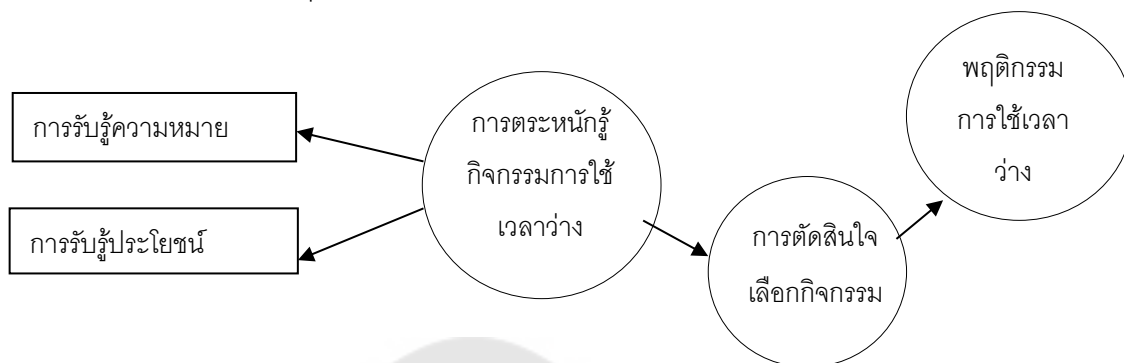 การรับรู้ความหมาย
การรับรู้ประโยชน์
การตระหนักรู้
กิจกรรมการใช้
เวลาว่าง
การตัดสินใจ
เลือกกิจกรรม
พฤติกรรม
การใช้เวลา
ว่าง